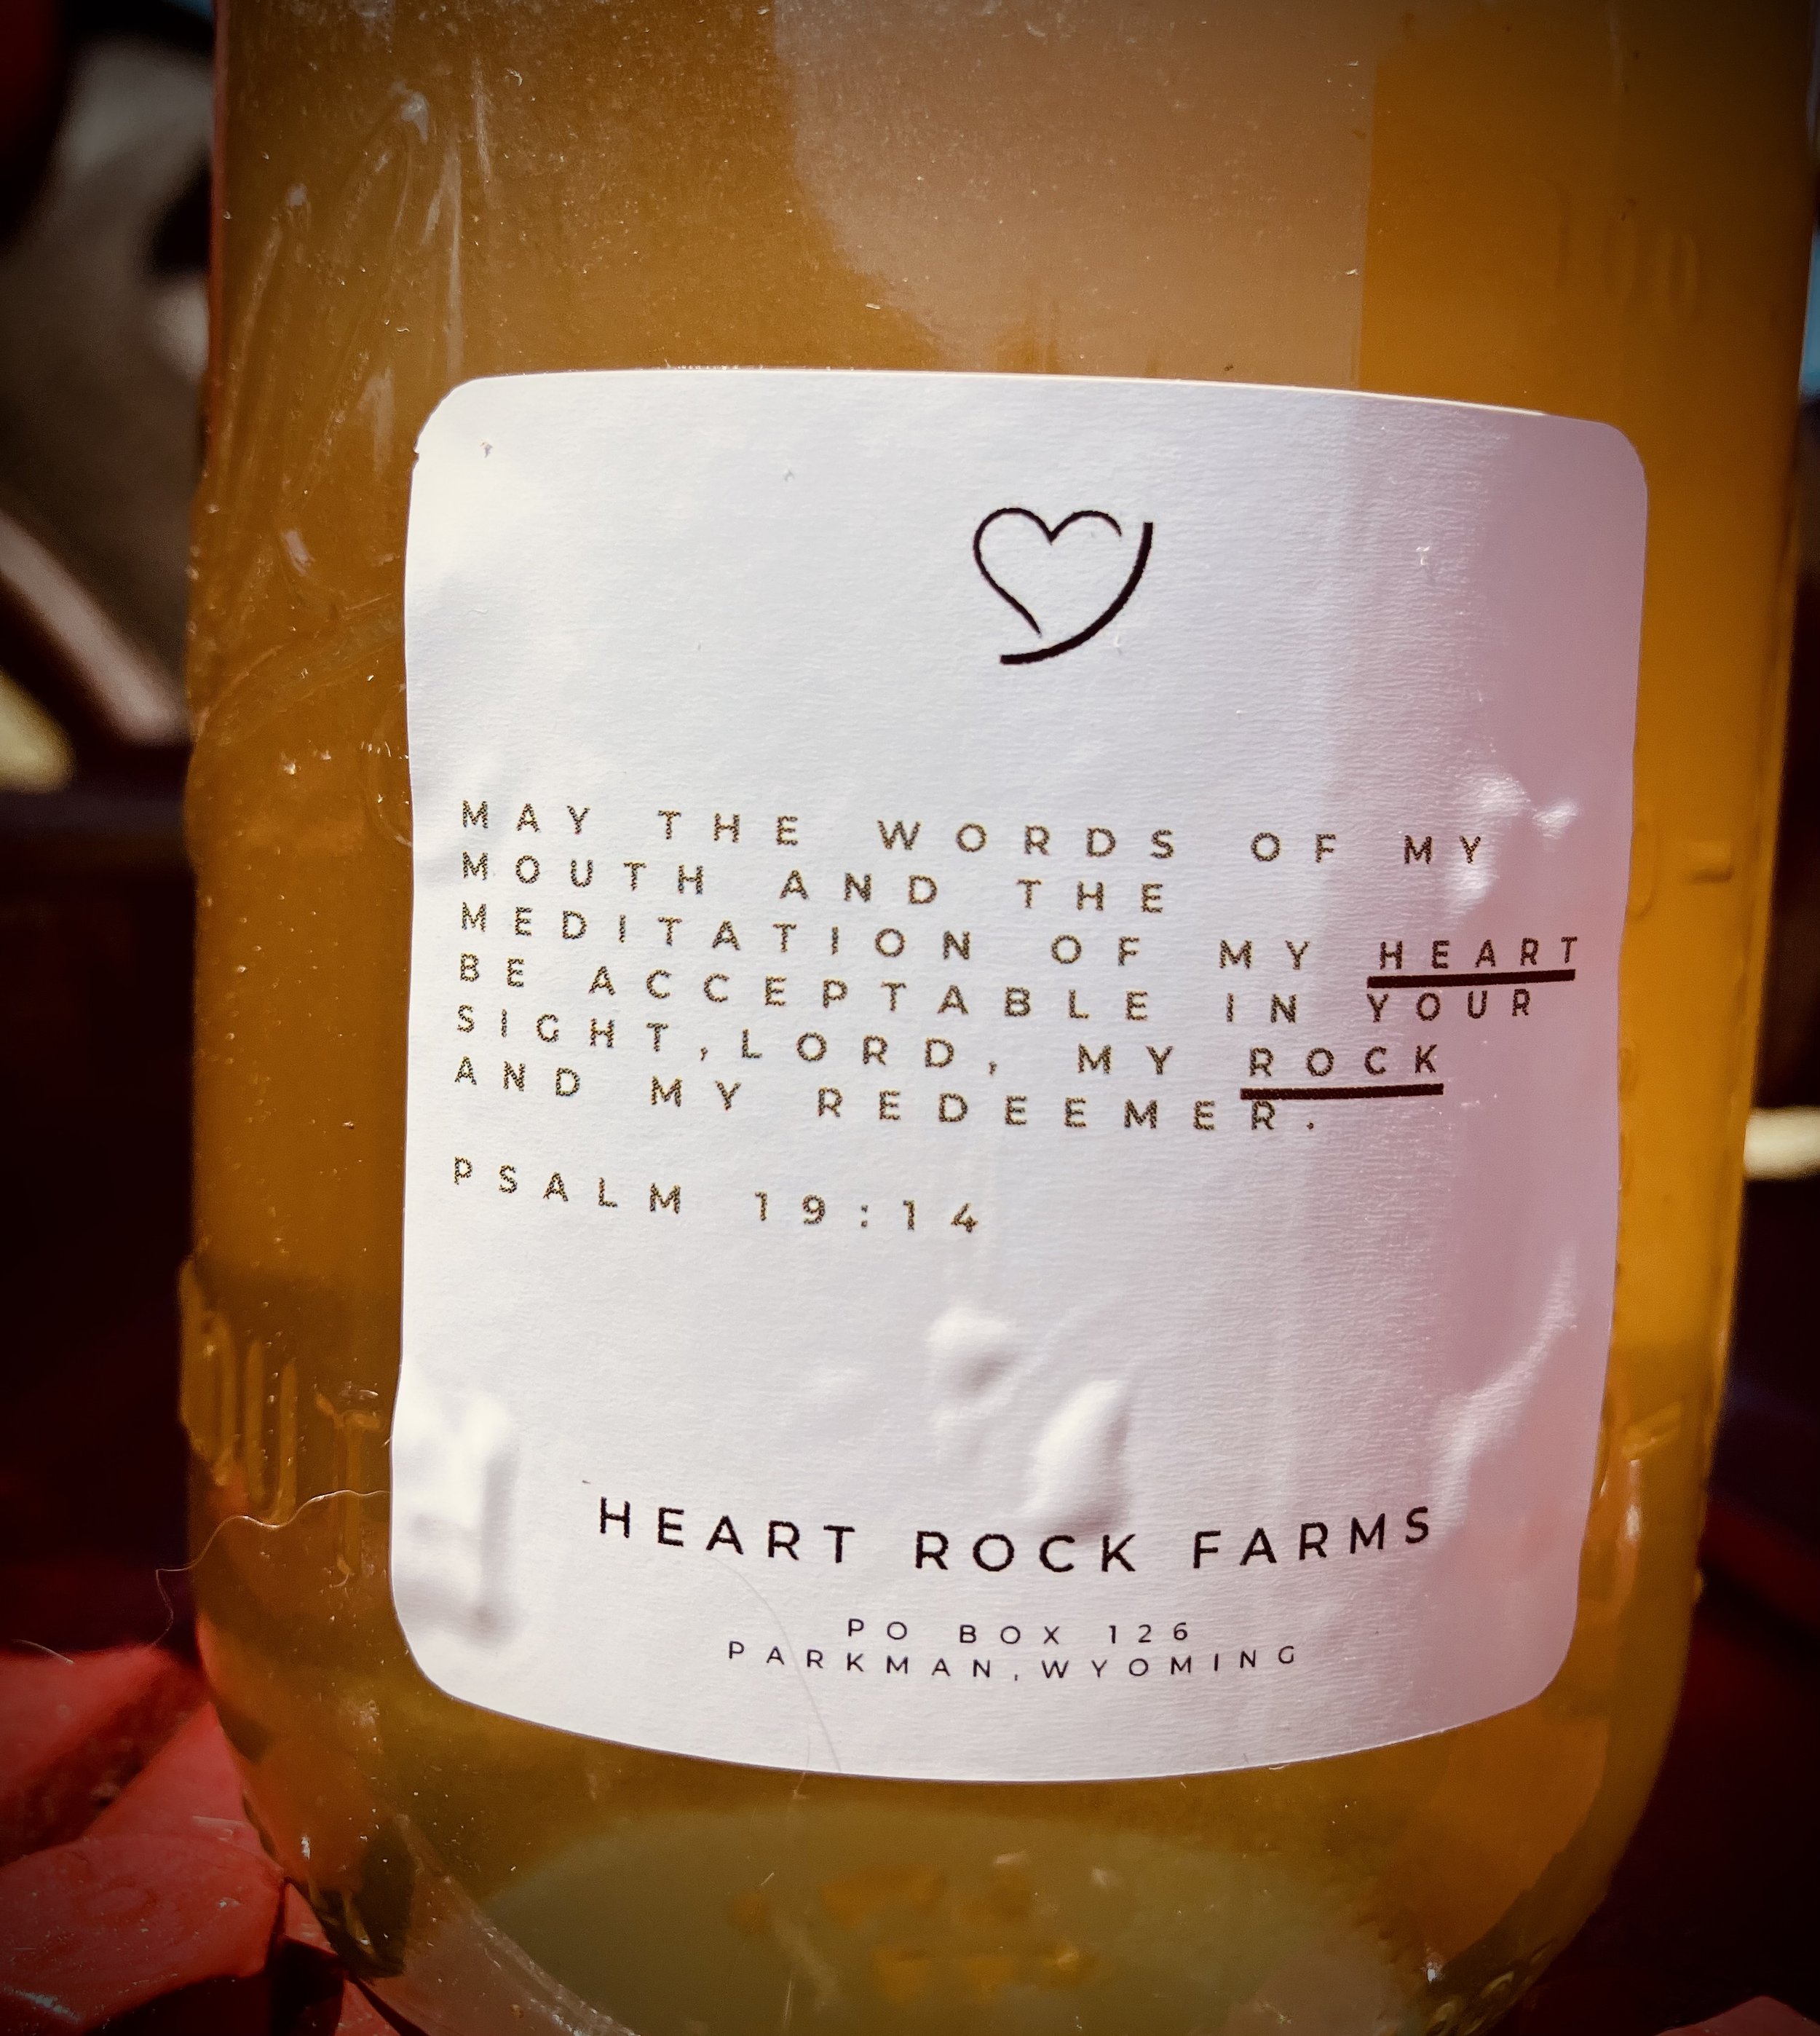 MAY THE WORDS OF MY
MOUTH AND THE
MEDITATION OF MY HEART
BE ACCEPTABLE IN YOUR
SIGHT,LORD, MY ROCK
AND MY REDEEMER.
PSALM 19:14
HEART ROCK FARMS
PO BOX 126
PARKMAN,WYOMING